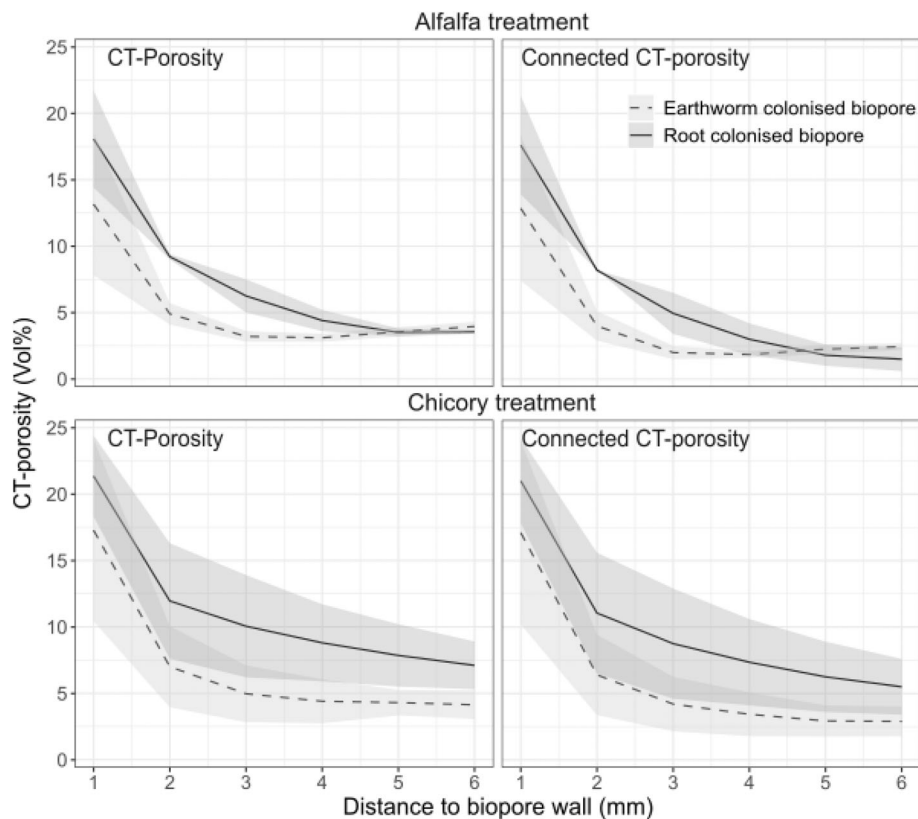 Alfalfa treatment
CT-Porosity
Connected CT-porosity
Earthworm colonised biopore
Root colonised biopore
25
20
15
10
5
0
CT-porosity (Vol%)
Chicory treatment
CT-Porosity
Connected CT-porosity
25
20
15
10
5
0
1 2 3 4 5 6
1 2 3 4 5 6
Distance to biopore wall (mm)